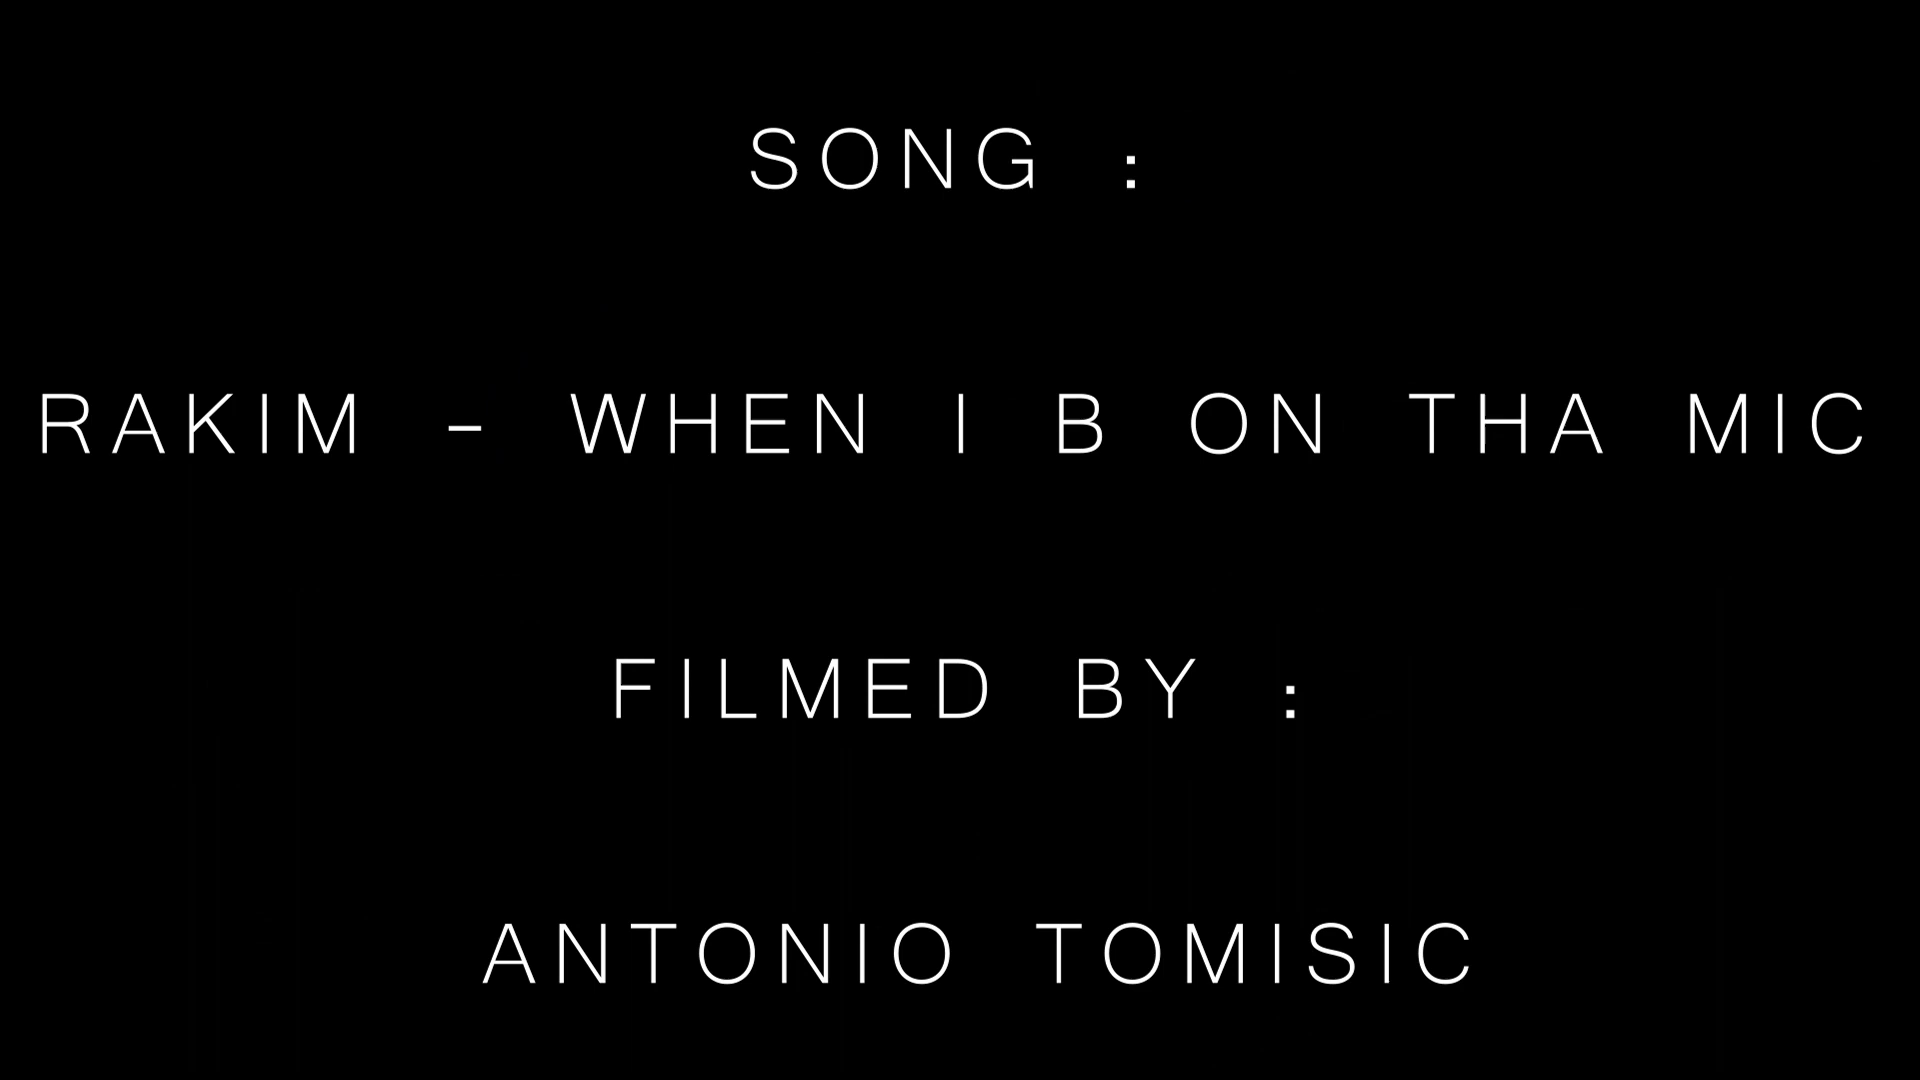 SONG :
RAKIM - WHEN I B ON THA MIC
FILMED BY :
ANTONIO TOMISIC